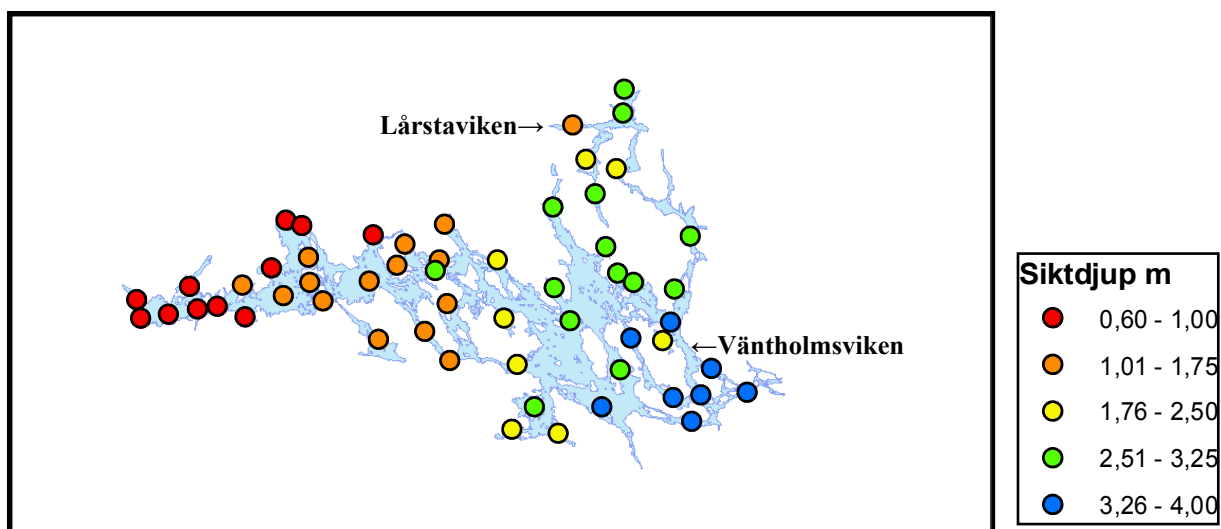 Lårstaviken→
←Väntholmsviken
Siktdjup m
0,60 - 1,00
1,01 - 1,75
1,76 - 2,50
2,51 - 3,25
3,26 - 4,00